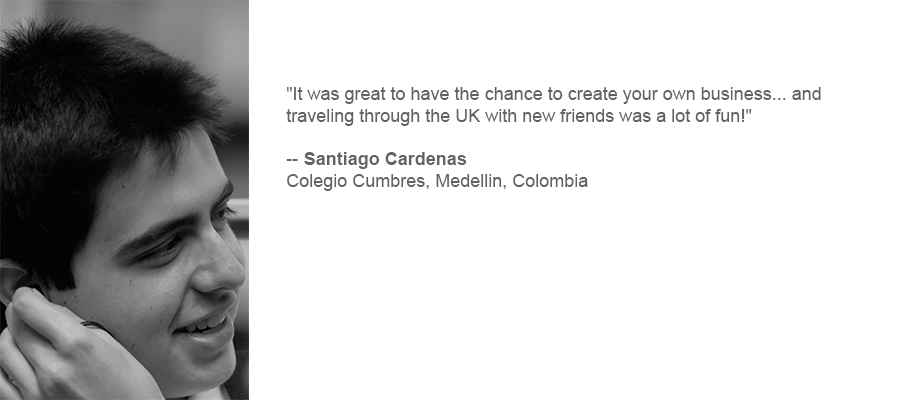 "It was great to have the chance to create your own business... and
traveling through the UK with new friends was a lot of fun!"
-- Santiago Cardenas
Colegio Cumbres, Medellin, Colombia